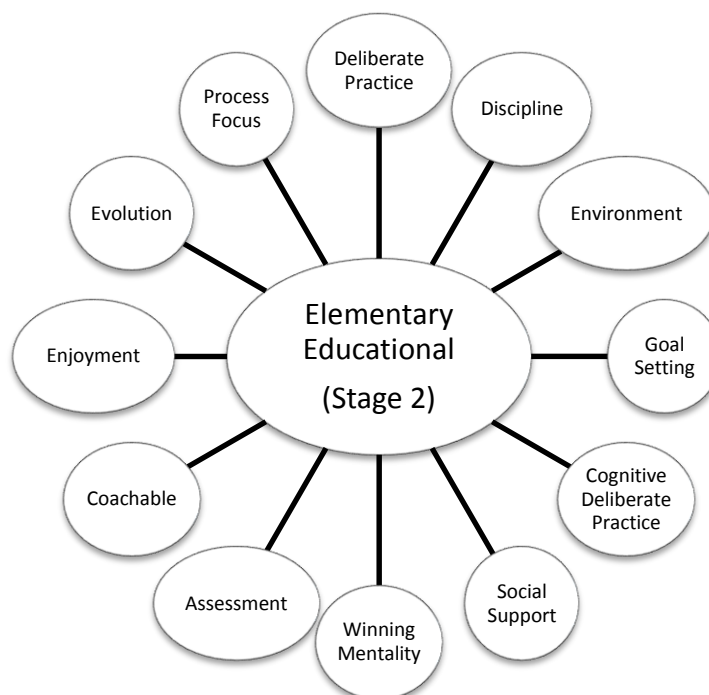 Deliberate
Practice
Discipline
Environment
Goal
Setting
Cognitive
Deliberate
Practice
Social
Support
Winning
Mentality
Assessment
Coachable
Enjoyment
Evolution
Process
Focus
Elementary
Educational
(Stage 2)